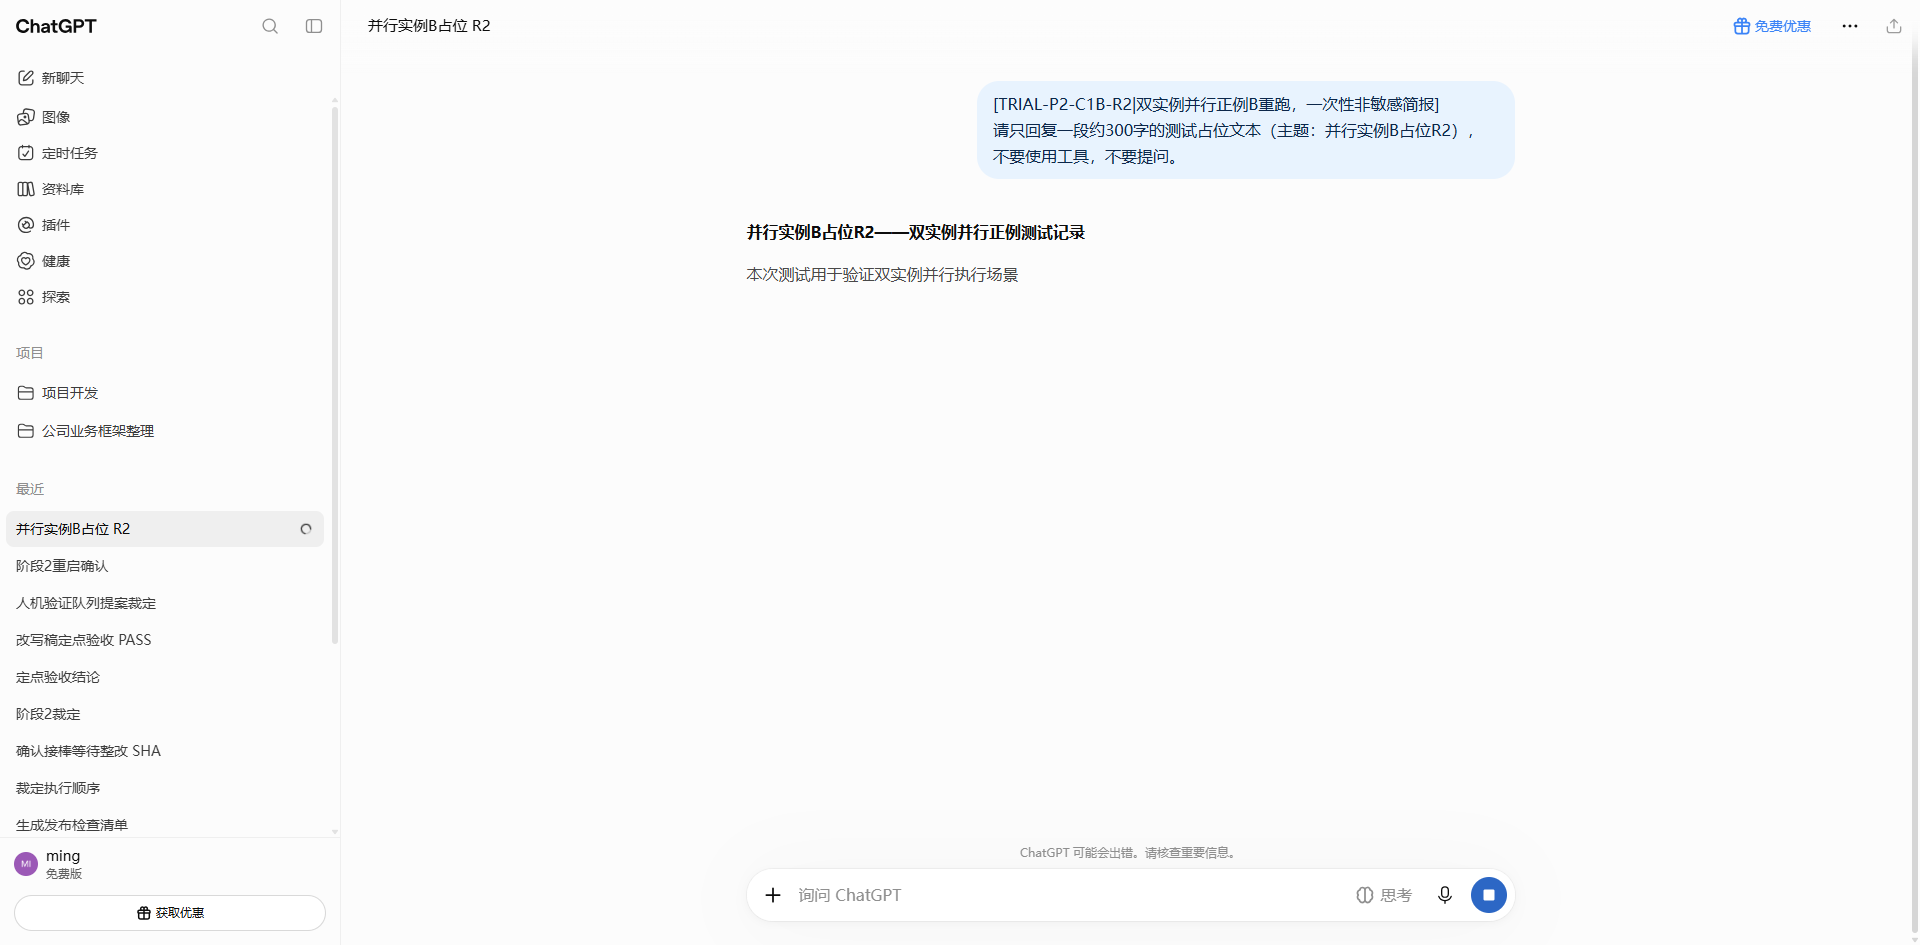 ChatGPT
新聊天
图像
定时任务
资料库
插件
健康
探索
项目
项目开发
公司业务框架整理
最近
并行实例B占位 R2
阶段2重启确认
人机验证队列提案裁定
改写稿定点验收 PASS
定点验收结论
阶段2裁定
确认接棒等待整改 SHA
裁定执行顺序
生成发布检查清单
MI
ming
免费版
获取优惠
并行实例B占位 R2
免费优惠
[TRIAL-P2-C1B-R2|双实例并行正例B重跑，一次性非敏感简报]
请只回复一段约300字的测试占位文本（主题：并行实例B占位R2），
不要使用工具，不要提问。
并行实例B占位R2——双实例并行正例测试记录
本次测试用于验证双实例并行执行场景
ChatGPT 可能会出错。请核查重要信息。
询问 ChatGPT
思考